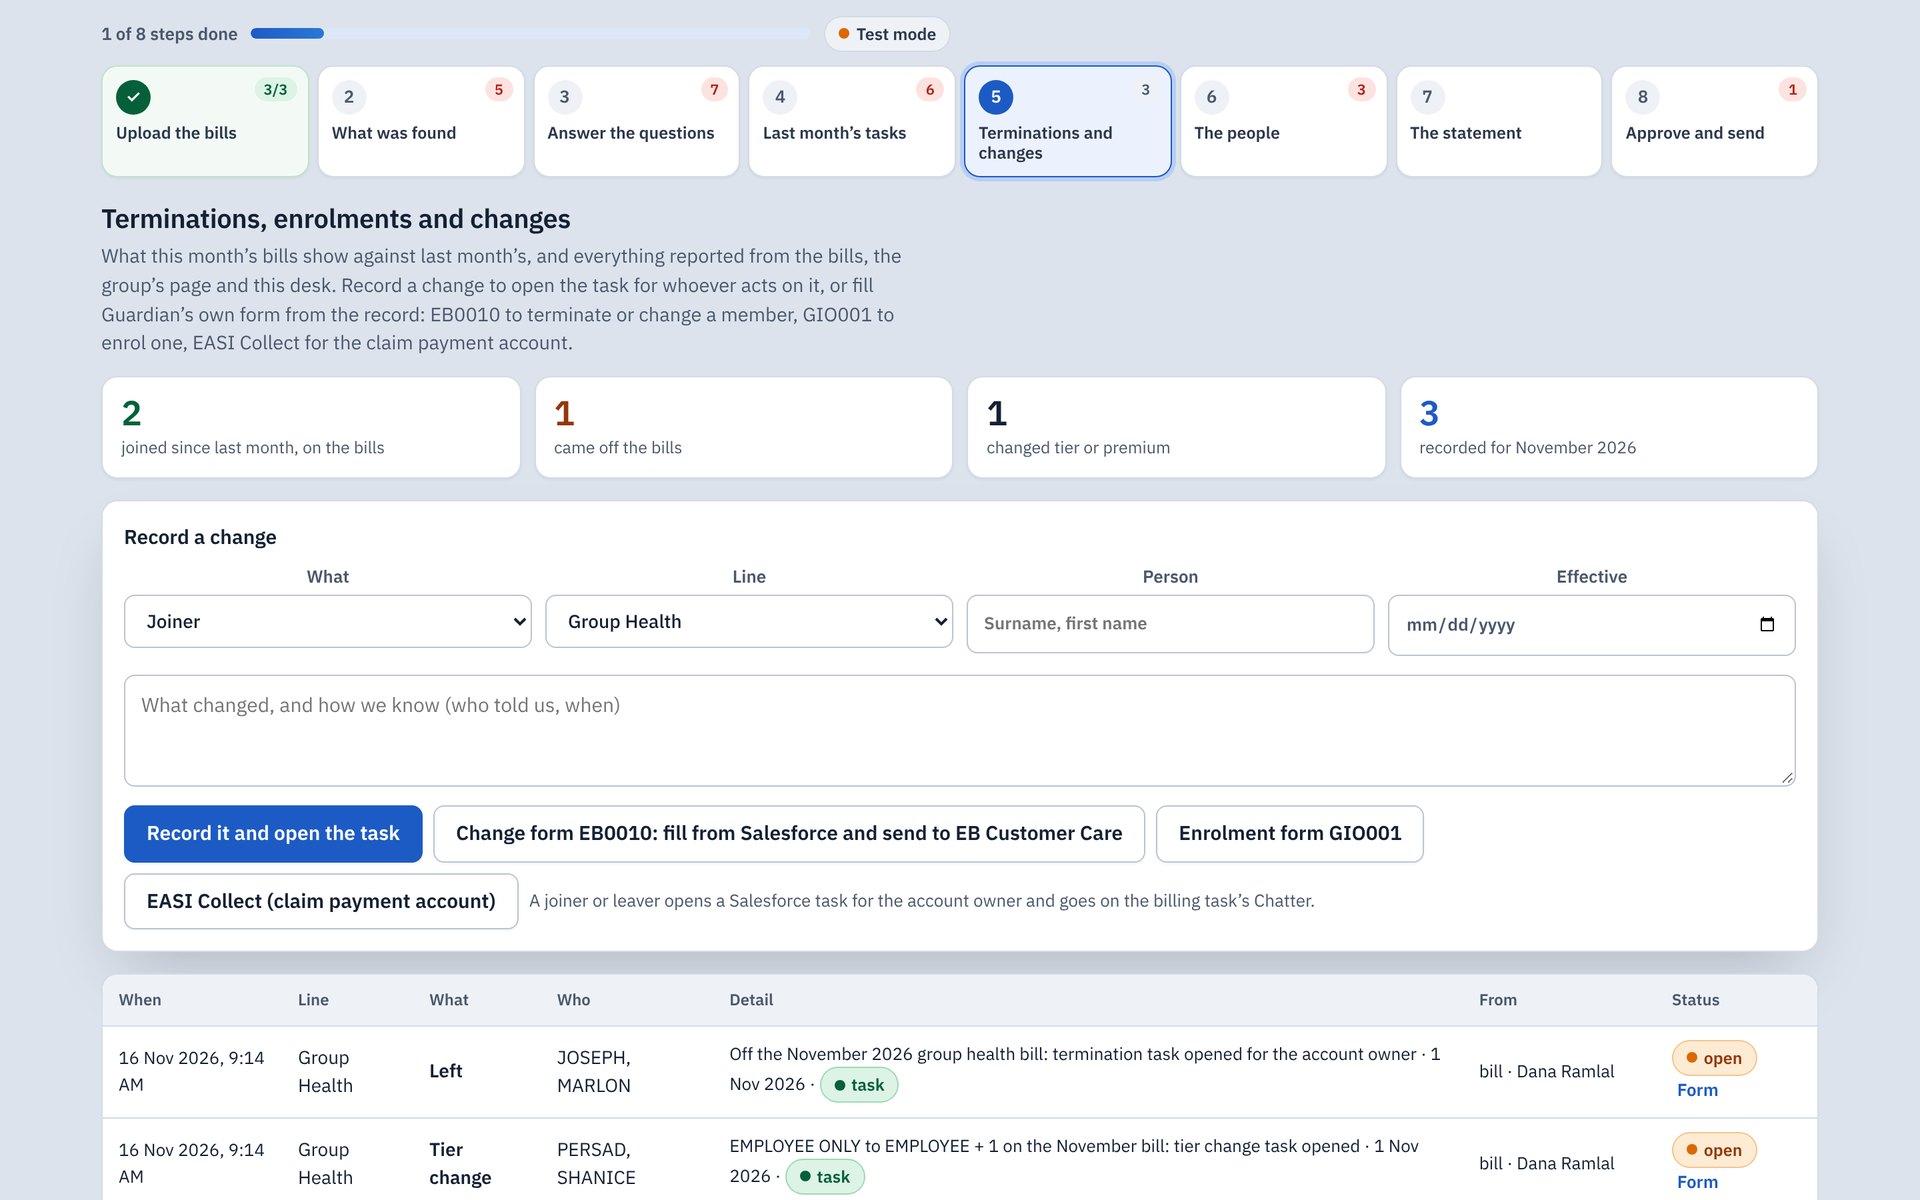 1 of 8 steps done
Test mode
3/3
Upload the bills
2
5
What was found
3
7
Answer the questions
4
6
Last month’s tasks
5
3
Terminations and
changes
6
3
The people
7
The statement
8
1
Approve and send
Terminations, enrolments and changes
What this month’s bills show against last month’s, and everything reported from the bills, the
group’s page and this desk. Record a change to open the task for whoever acts on it, or fill
Guardian’s own form from the record: EB0010 to terminate or change a member, GIO001 to
enrol one, EASI Collect for the claim payment account.
2
joined since last month, on the bills
1
came off the bills
1
changed tier or premium
3
recorded for November 2026
Record a change
What
Line
Person
Effective
Joiner
Group Health
Surname, first name
mm/dd/yyyy
What changed, and how we know (who told us, when)
Record it and open the task
Change form EB0010: fill from Salesforce and send to EB Customer Care
Enrolment form GIO001
EASI Collect (claim payment account)
A joiner or leaver opens a Salesforce task for the account owner and goes on the billing task’s Chatter.
When Line What Who Detail From Status
16 Nov 2026, 9:14
AM
Group
Health
Left
JOSEPH,
MARLON
Off the November 2026 group health bill: termination task opened for the account owner · 1
Nov 2026 · task
bill · Dana Ramlal
open
Form
16 Nov 2026, 9:14
AM
Group
Health
Tier
change
PERSAD,
SHANICE
EMPLOYEE ONLY to EMPLOYEE + 1 on the November bill: tier change task opened · 1 Nov
2026 · task
bill · Dana Ramlal
open
Form